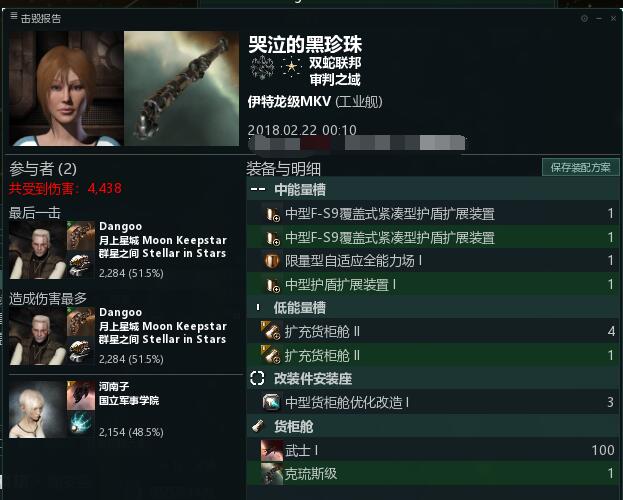 击毁报告
哭泣的黑珍珠
双蛇联邦
审判之域
伊特龙级MKV (工业舰)
2018.02.22 00:10
参与者 (2)
共受到伤害: 4,438
最后一击
Dangoo
月上星城 Moon Keepstar
群星之间 Stellar in Stars
2,284 (51.5%)
造成伤害最多
Dangoo
月上星城 Moon Keepstar
群星之间 Stellar in Stars
2,284 (51.5%)
河南子
国立军事学院
2,154 (48.5%)
装备与明细
保存装配方案
中能量槽
中型F-S9覆盖式紧凑型护盾扩展装置 1
中型F-S9覆盖式紧凑型护盾扩展装置 1
限量型自适应全能力场 I 1
中型护盾扩展装置 I 1
低能量槽
扩充货柜舱 II 4
扩充货柜舱 II 1
改装件安装座
中型货柜舱优化改造 I 3
货柜舱
武士 I 100
克琉斯级 1